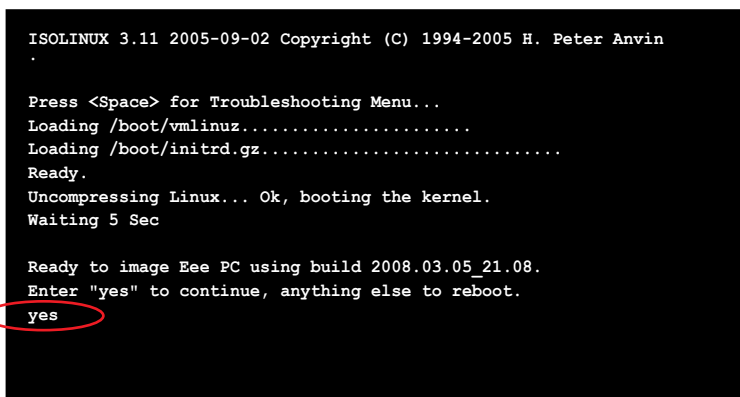 ISOLINUX 3.11 2005-09-02 Copyright (C) 1994-2005 H. Peter Anvin
.
Press <Space> for Troubleshooting Menu...
Loading /boot/vmlinuz.......................
Loading /boot/initrd.gz..............................
Ready.
Uncompressing Linux... Ok, booting the kernel.
Waiting 5 Sec
Ready to image Eee PC using build 2008.03.05_21.08.
Enter "yes" to continue, anything else to reboot.
yes